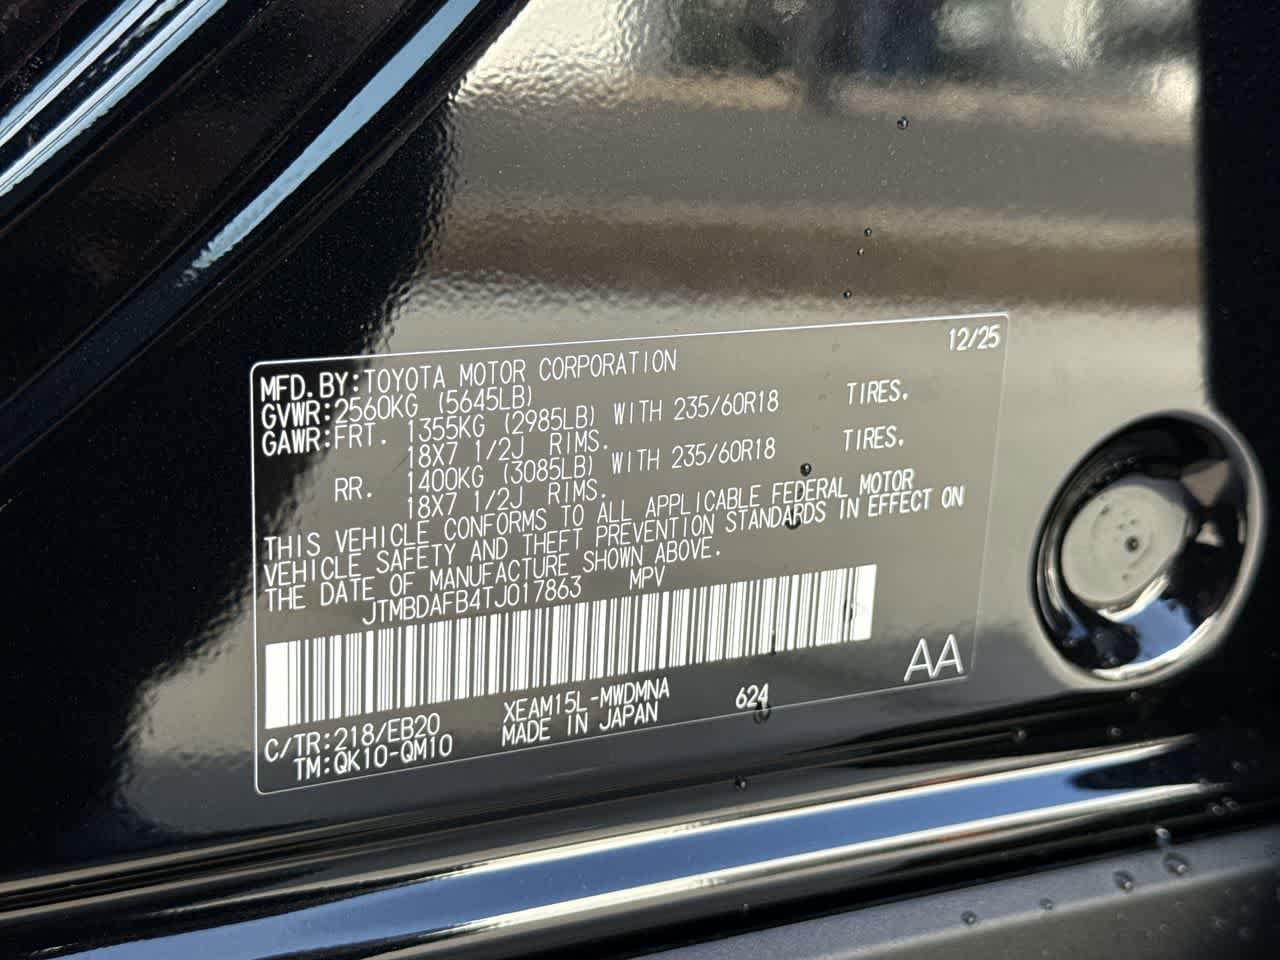 12/25
MFD.BY:TOYOTA MOTOR CORPORATION
GVWR:2560KG (5645LB)
GAWR:FRT. 1355KG (2985LB) WITH 235/60R18 TIRES.
18X7 1/2J RIMS.
RR. 1400KG (3085LB) WITH 235/60R18 TIRES.
18X7 1/2J RIMS.
THIS VEHICLE CONFORMS TO ALL APPLICABLE FEDERAL MOTOR
VEHICLE SAFETY AND THEFT PREVENTION STANDARDS IN EFFECT ON
THE DATE OF MANUFACTURE SHOWN ABOVE.
JTMBDAFB4TJ017863 MPV
AA
C/TR:218/EB20 XEAM15L-MWDMNA 624
TM:QK10-QM10 MADE IN JAPAN